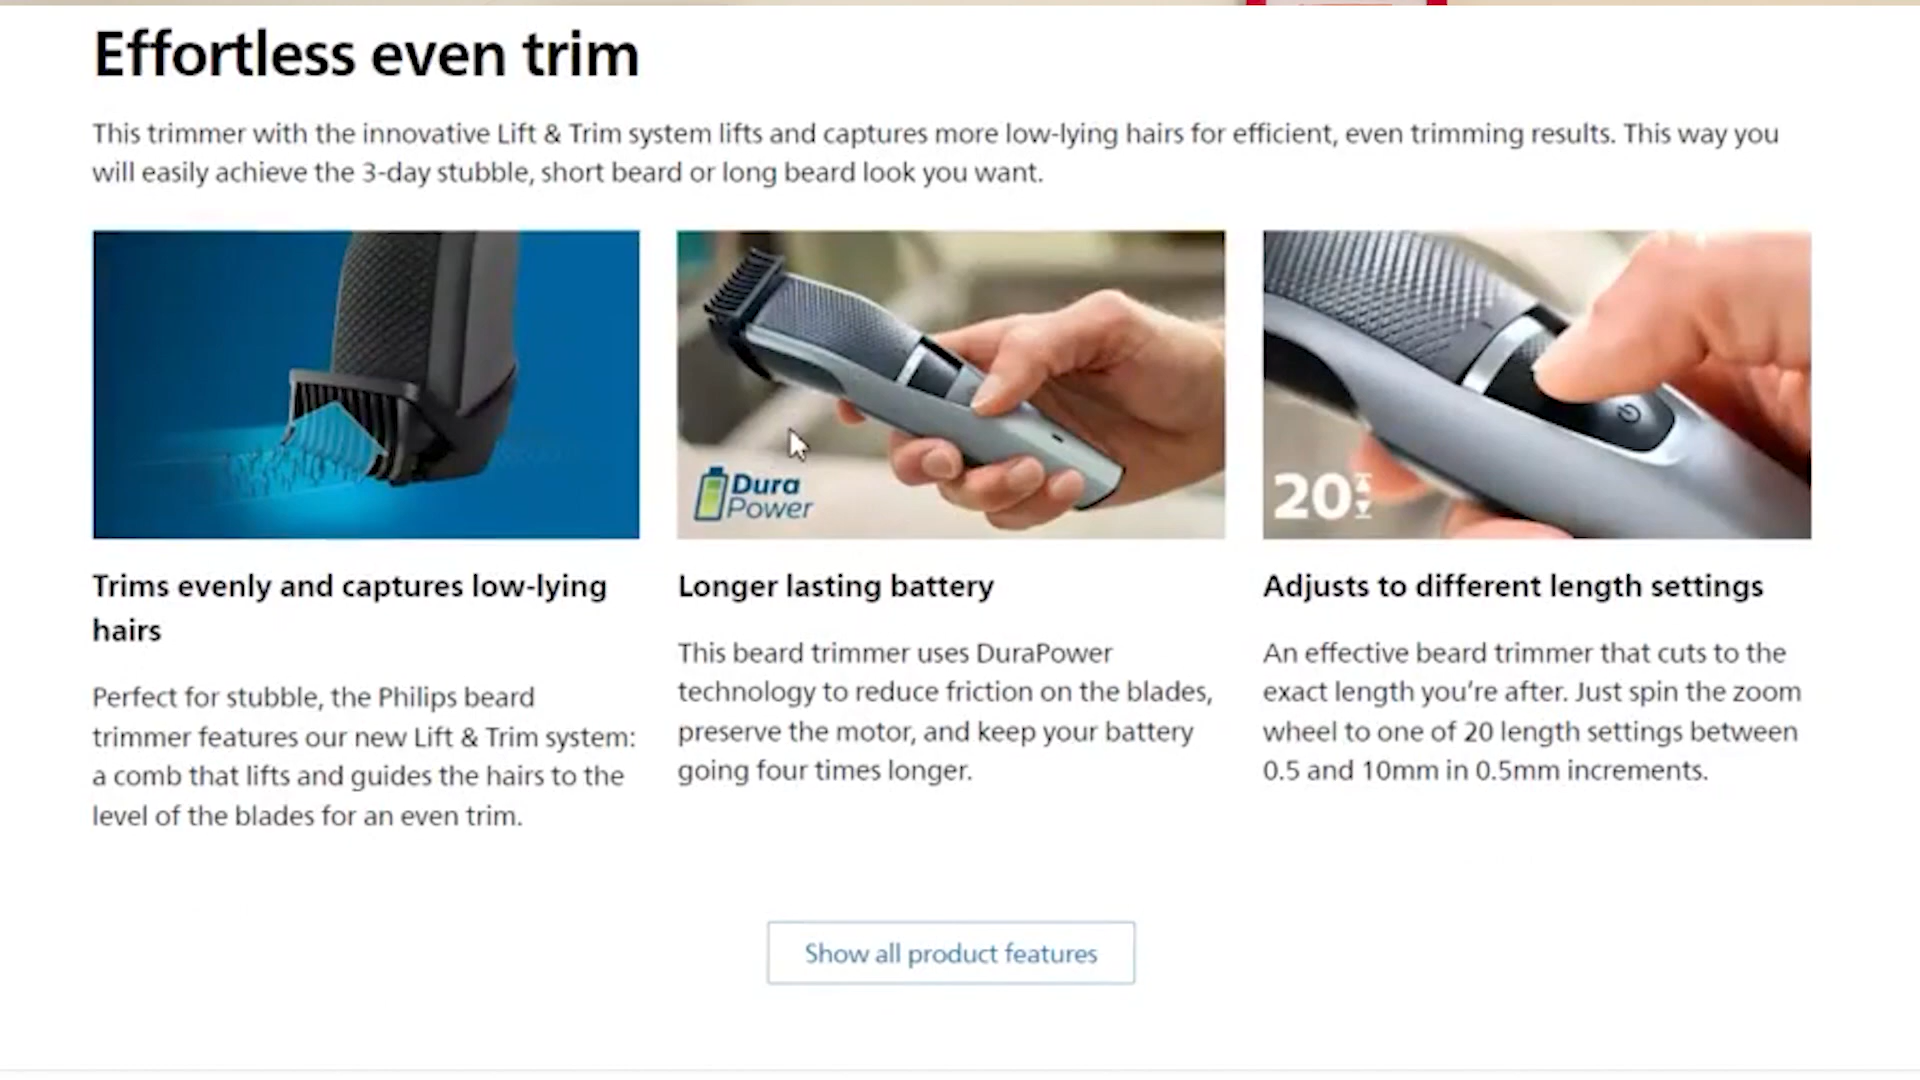 Effortless even trim
This trimmer with the innovative Lift & Trim system lifts and captures more low-lying hairs for efficient, even trimming results. This way you
will easily achieve the 3-day stubble, short beard or long beard look you want.
Dura
Power
20
Trims evenly and captures low-lying
hairs
Perfect for stubble, the Philips beard
trimmer features our new Lift & Trim system:
a comb that lifts and guides the hairs to the
level of the blades for an even trim.
Longer lasting battery
This beard trimmer uses DuraPower
technology to reduce friction on the blades,
preserve the motor, and keep your battery
going four times longer.
Adjusts to different length settings
An effective beard trimmer that cuts to the
exact length you’re after. Just spin the zoom
wheel to one of 20 length settings between
0.5 and 10mm in 0.5mm increments.
Show all product features